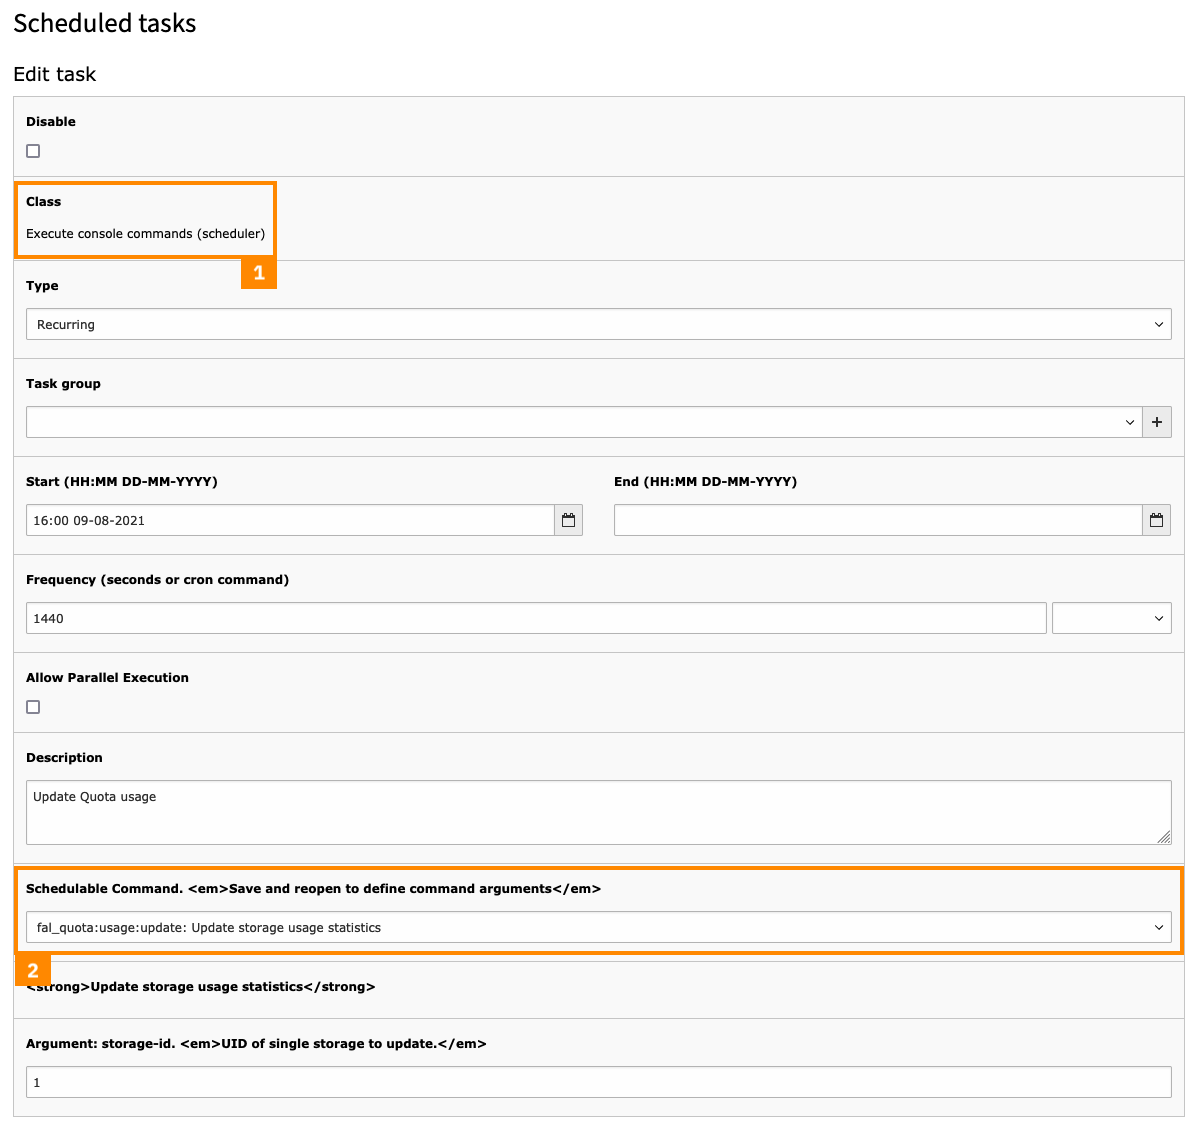 Scheduled tasks
Edit task
Disable
Class
Execute console commands (scheduler)
1
Type
Recurring
Task group
+
Start (HH:MM DD-MM-YYYY)
End (HH:MM DD-MM-YYYY)
16:00 09-08-2021
Frequency (seconds or cron command)
1440
Allow Parallel Execution
Description
Update Quota usage
Schedulable Command. <em>Save and reopen to define command arguments</em>
fal_quota:usage:update: Update storage usage statistics
2
<strong>Update storage usage statistics</strong>
Argument: storage-id. <em>UID of single storage to update.</em>
1